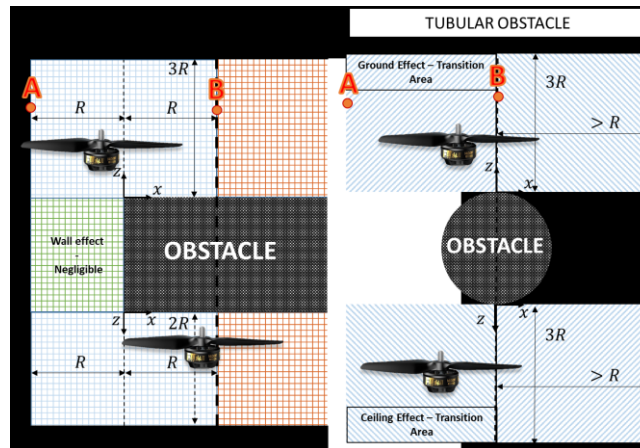 TUBULAR OBSTACLE
A
B
3R
R
R
z
x
Wall effect
-
Negligible
OBSTACLE
x
z
2R
R
R
Ground Effect – Transition
Area
A
B
3R
> R
z
x
OBSTACLE
x
z
3R
> R
Ceiling Effect – Transition
Area